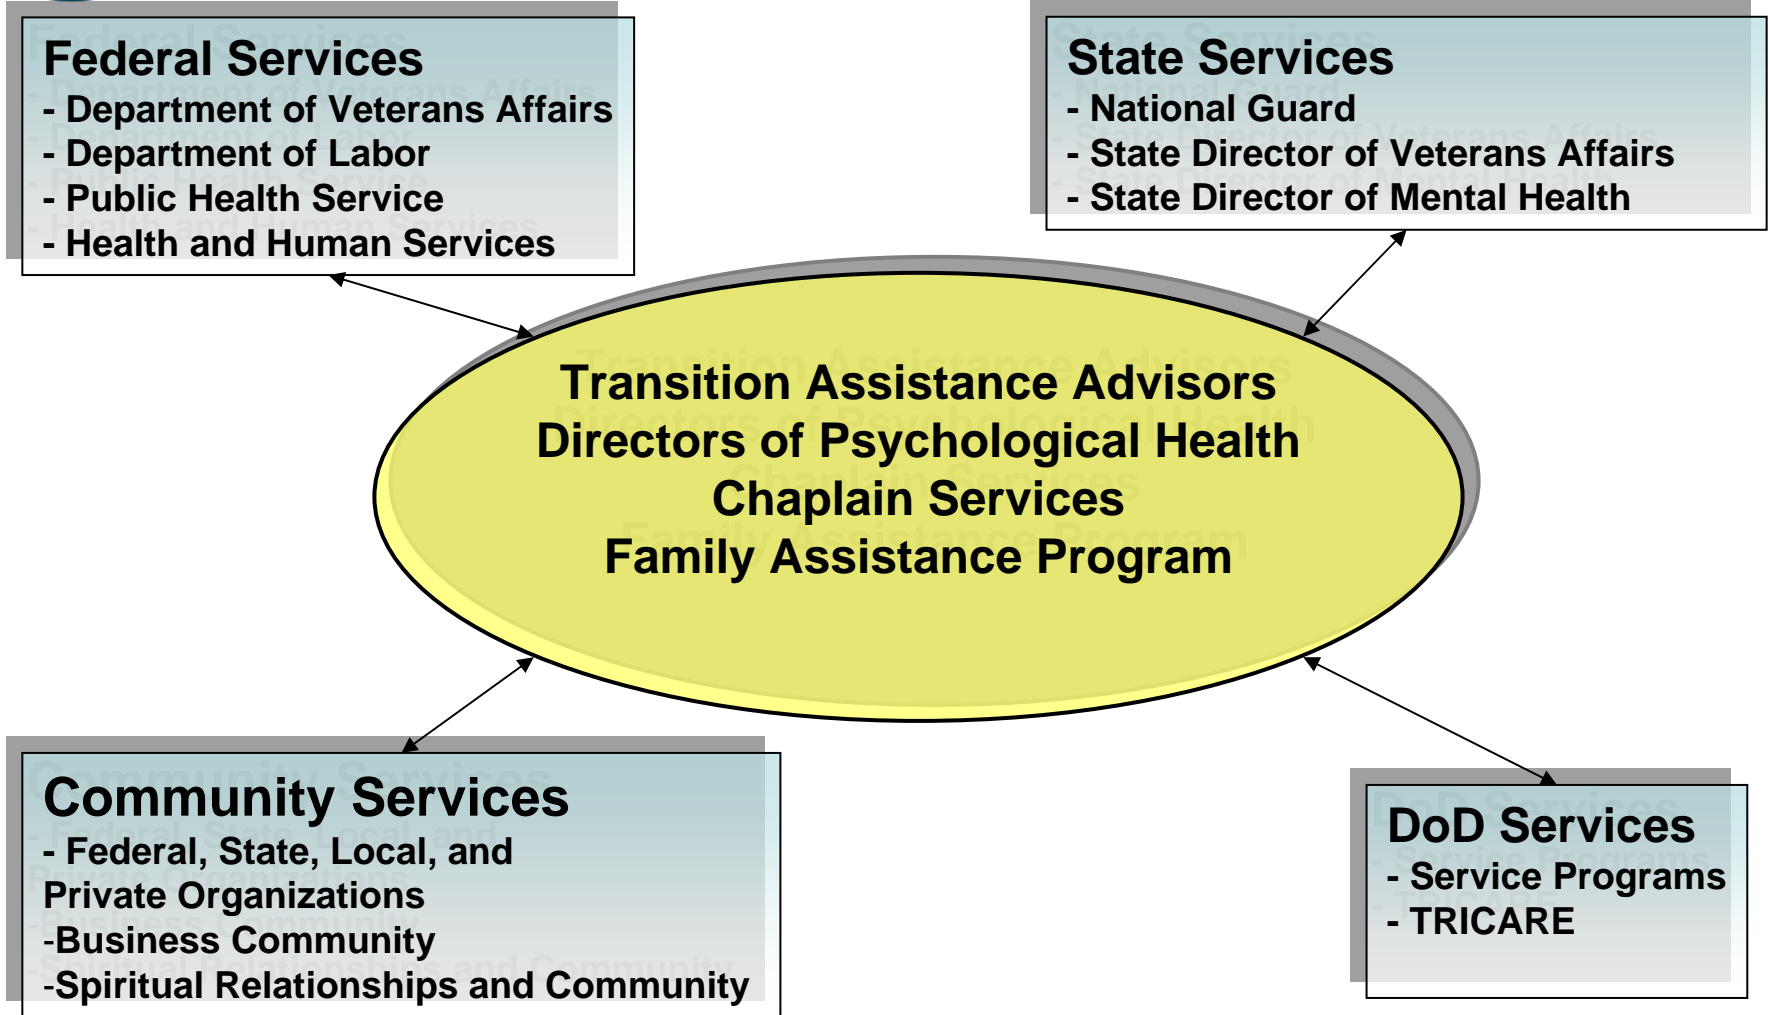 Federal Services
- Department of Veterans Affairs
- Department of Labor
- Public Health Service
- Health and Human Services
State Services
- National Guard
- State Director of Veterans Affairs
- State Director of Mental Health
Transition Assistance Advisors
Directors of Psychological Health
Chaplain Services
Family Assistance Program
Community Services
- Federal, State, Local, and
Private Organizations
-Business Community
-Spiritual Relationships and Community
DoD Services
- Service Programs
- TRICARE